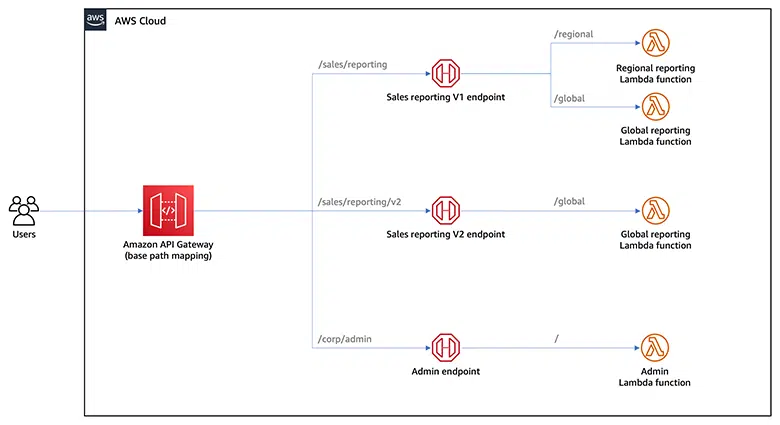 aws
AWS Cloud
/regional
/sales/reporting
Regional reporting
Lambda function
Sales reporting V1 endpoint
/global
Global reporting
Lambda function
/sales/reporting/v2
/global
Users
Amazon API Gateway
(base path mapping)
Sales reporting V2 endpoint
Global reporting
Lambda function
/corp/admin
/
Admin endpoint
Admin
Lambda function